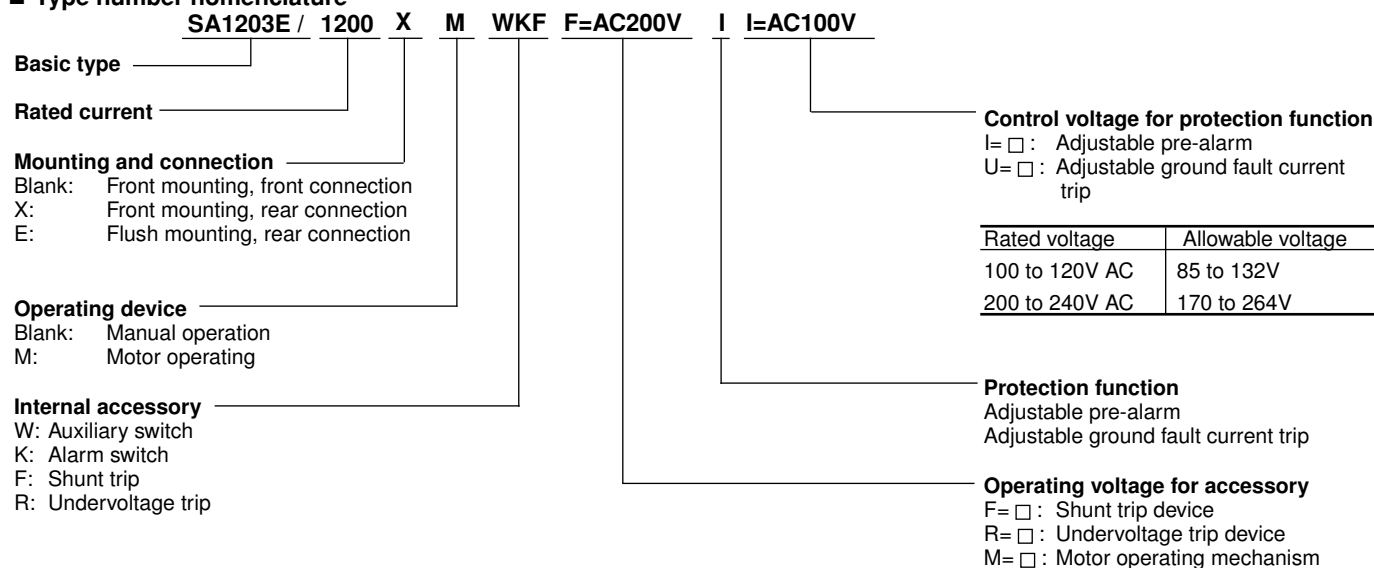 ■ Type number nomenclature
SA1203E / 1200 X M WKF F=AC200V I I=AC100V
Basic type
Rated current
Mounting and connection
Blank: Front mounting, front connection
X: Front mounting, rear connection
E: Flush mounting, rear connection
Operating device
Blank: Manual operation
M: Motor operating
Internal accessory
W: Auxiliary switch
K: Alarm switch
F: Shunt trip
R: Undervoltage trip
Control voltage for protection function
I= □ : Adjustable pre-alarm
U= □ : Adjustable ground fault current
trip
Rated voltage Allowable voltage
100 to 120V AC 85 to 132V
200 to 240V AC 170 to 264V
Protection function
Adjustable pre-alarm
Adjustable ground fault current trip
Operating voltage for accessory
F= □ : Shunt trip device
R= □ : Undervoltage trip device
M= □ : Motor operating mechanism